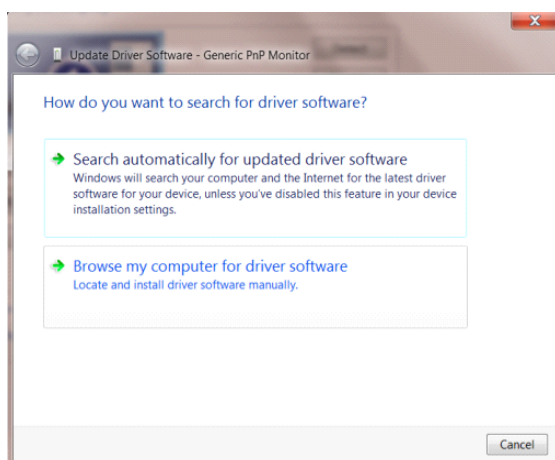 Update Driver Software - Generic PnP Monitor
How do you want to search for driver software?
Search automatically for updated driver software
Windows will search your computer and the Internet for the latest driver
software for your device, unless you've disabled this feature in your device
installation settings.
Browse my computer for driver software
Locate and install driver software manually.
Cancel